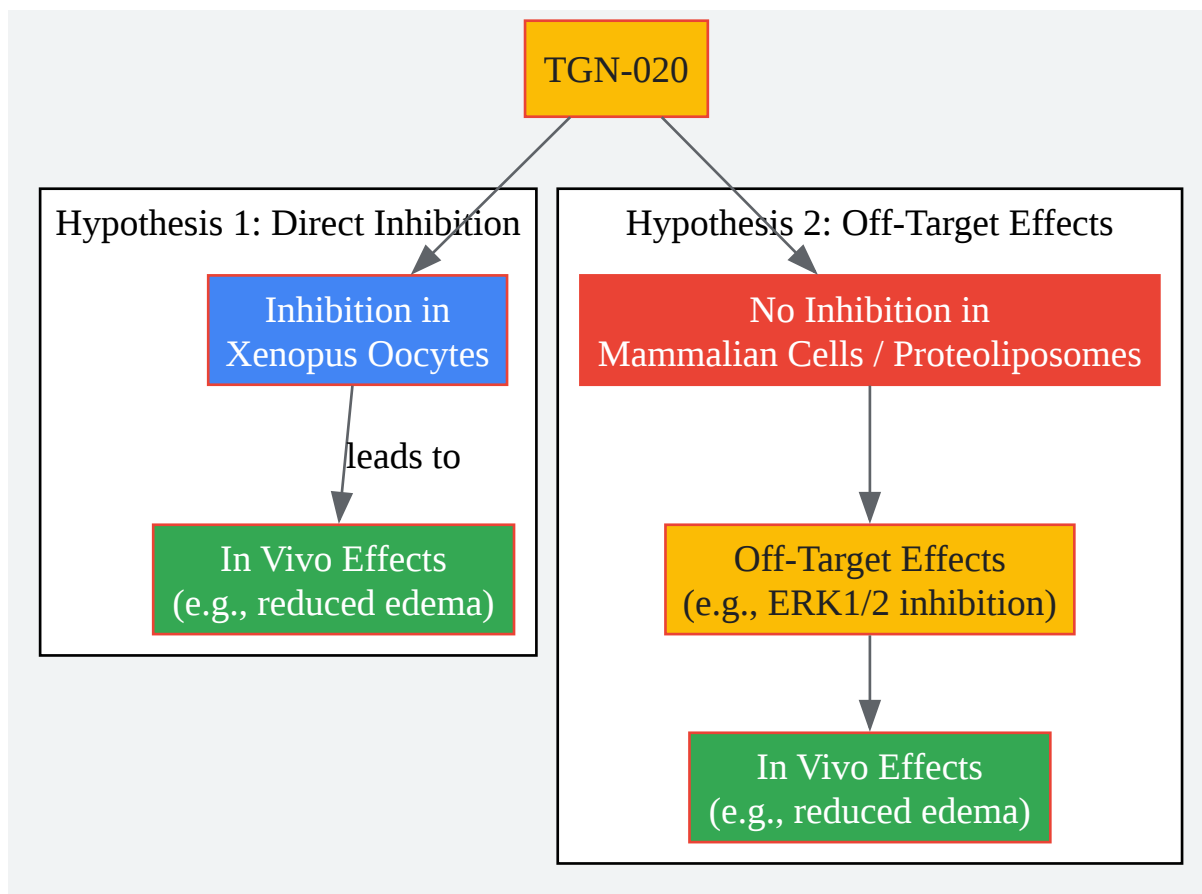 TGN-020
Hypothesis 1: Direct Inhibition
Inhibition in
Xenopus Oocytes
leads to
In Vivo Effects
(e.g., reduced edema)
Hypothesis 2: Off-Target Effects
No Inhibition in
Mammalian Cells / Proteoliposomes
Off-Target Effects
(e.g., ERK1/2 inhibition)
In Vivo Effects
(e.g., reduced edema)